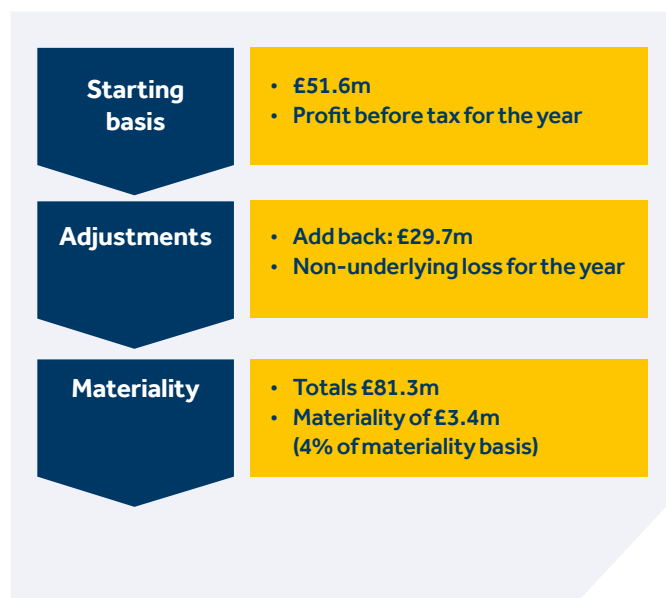 Starting
basis
• £51.6m
• Profit before tax for the year
Adjustments
• Add back: £29.7m
• Non-underlying loss for the year
Materiality
• Totals £81.3m
• Materiality of £3.4m
(4% of materiality basis)